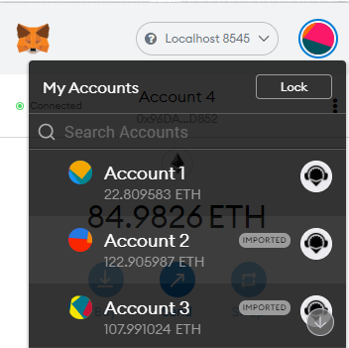 Localhost 8545
My Accounts
Lock
Connected
Account 4
0x96DA...D852
Search Accounts
Account 1
22.809583 ETH
84.9826 ETH
Account 2
IMPORTED
122.905987 ETH
Account 3
IMPORTED
107.991024 ETH